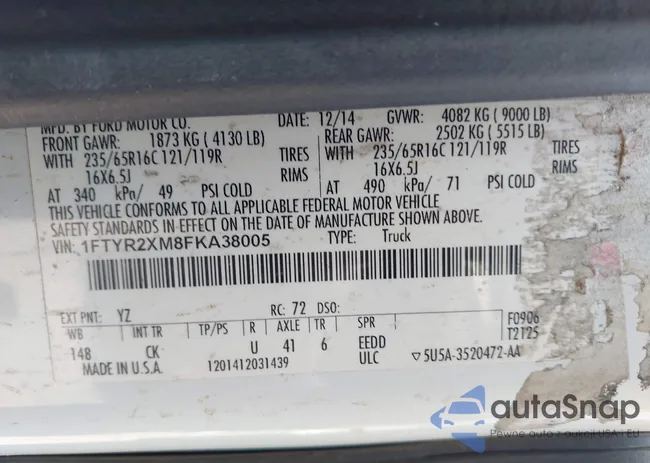 MFD. BY FORD MOTOR CO. DATE: 12/14 GVWR: 4082 KG (9000 LB)
FRONT GAWR: 1873 KG (4130 LB) REAR GAWR: 2502 KG (5515 LB)
WITH 235/65R16C 121/119R TIRES WITH 235/65R16C 121/119R TIRES
16X6.5J RIMS 16X6.5J RIMS
AT 340 kPa/ 49 PSI COLD AT 490 kPa/ 71 PSI COLD
THIS VEHICLE CONFORMS TO ALL APPLICABLE FEDERAL MOTOR VEHICLE
SAFETY STANDARDS IN EFFECT ON THE DATE OF MANUFACTURE SHOWN ABOVE.
VIN: 1FTYR2XM8FKA38005 TYPE: Truck
EXT PNT: YZ RC: 72 DSO: F0906
WB INT TR TP/PS R AXLE TR SPR T2125
148 CK U 41 6 EEDD
MADE IN U.S.A. 1201412031439 ULC ▽5U5A-3520472-AA
autaSnap
Pewne auto z aukcji USA i EU